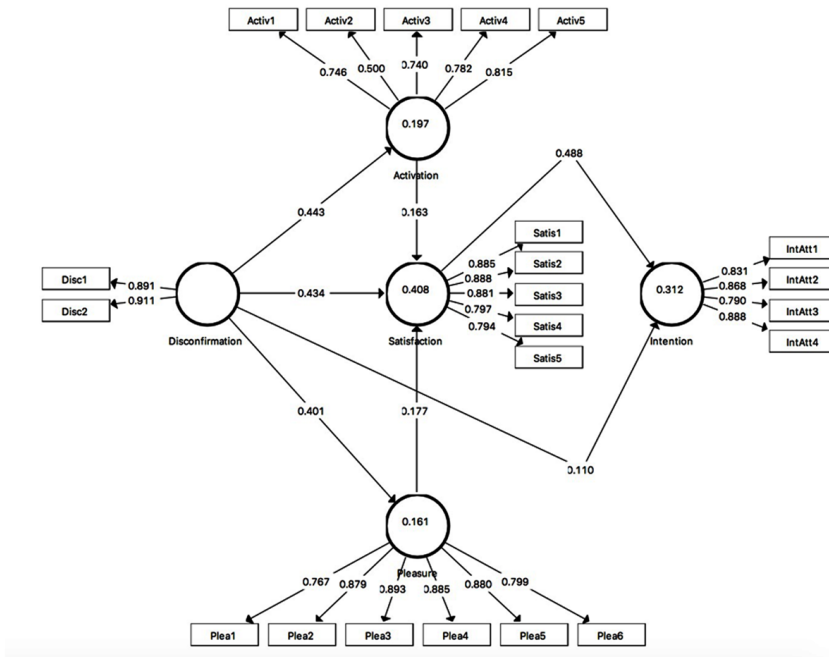 Activ1 Activ2 Activ3 Activ4 Activ5
0.746 0.500 0.740 0.782 0.815
0.197
Activation
0.488
0.443 0.163
Satis1
Satis2
Satis3
Satis4
Satis5
0.885
0.888
0.881
0.797
0.794
IntAtt1
IntAtt2
IntAtt3
IntAtt4
0.831
0.868
0.790
0.888
Disc1 0.891
Disc2 0.911
0.434 0.408 0.312
Disconfirmation Satisfaction Intention
0.401 0.177
0.110
0.161
Pleasure
0.767 0.879 0.893 0.885 0.880 0.799
Plea1 Plea2 Plea3 Plea4 Plea5 Plea6